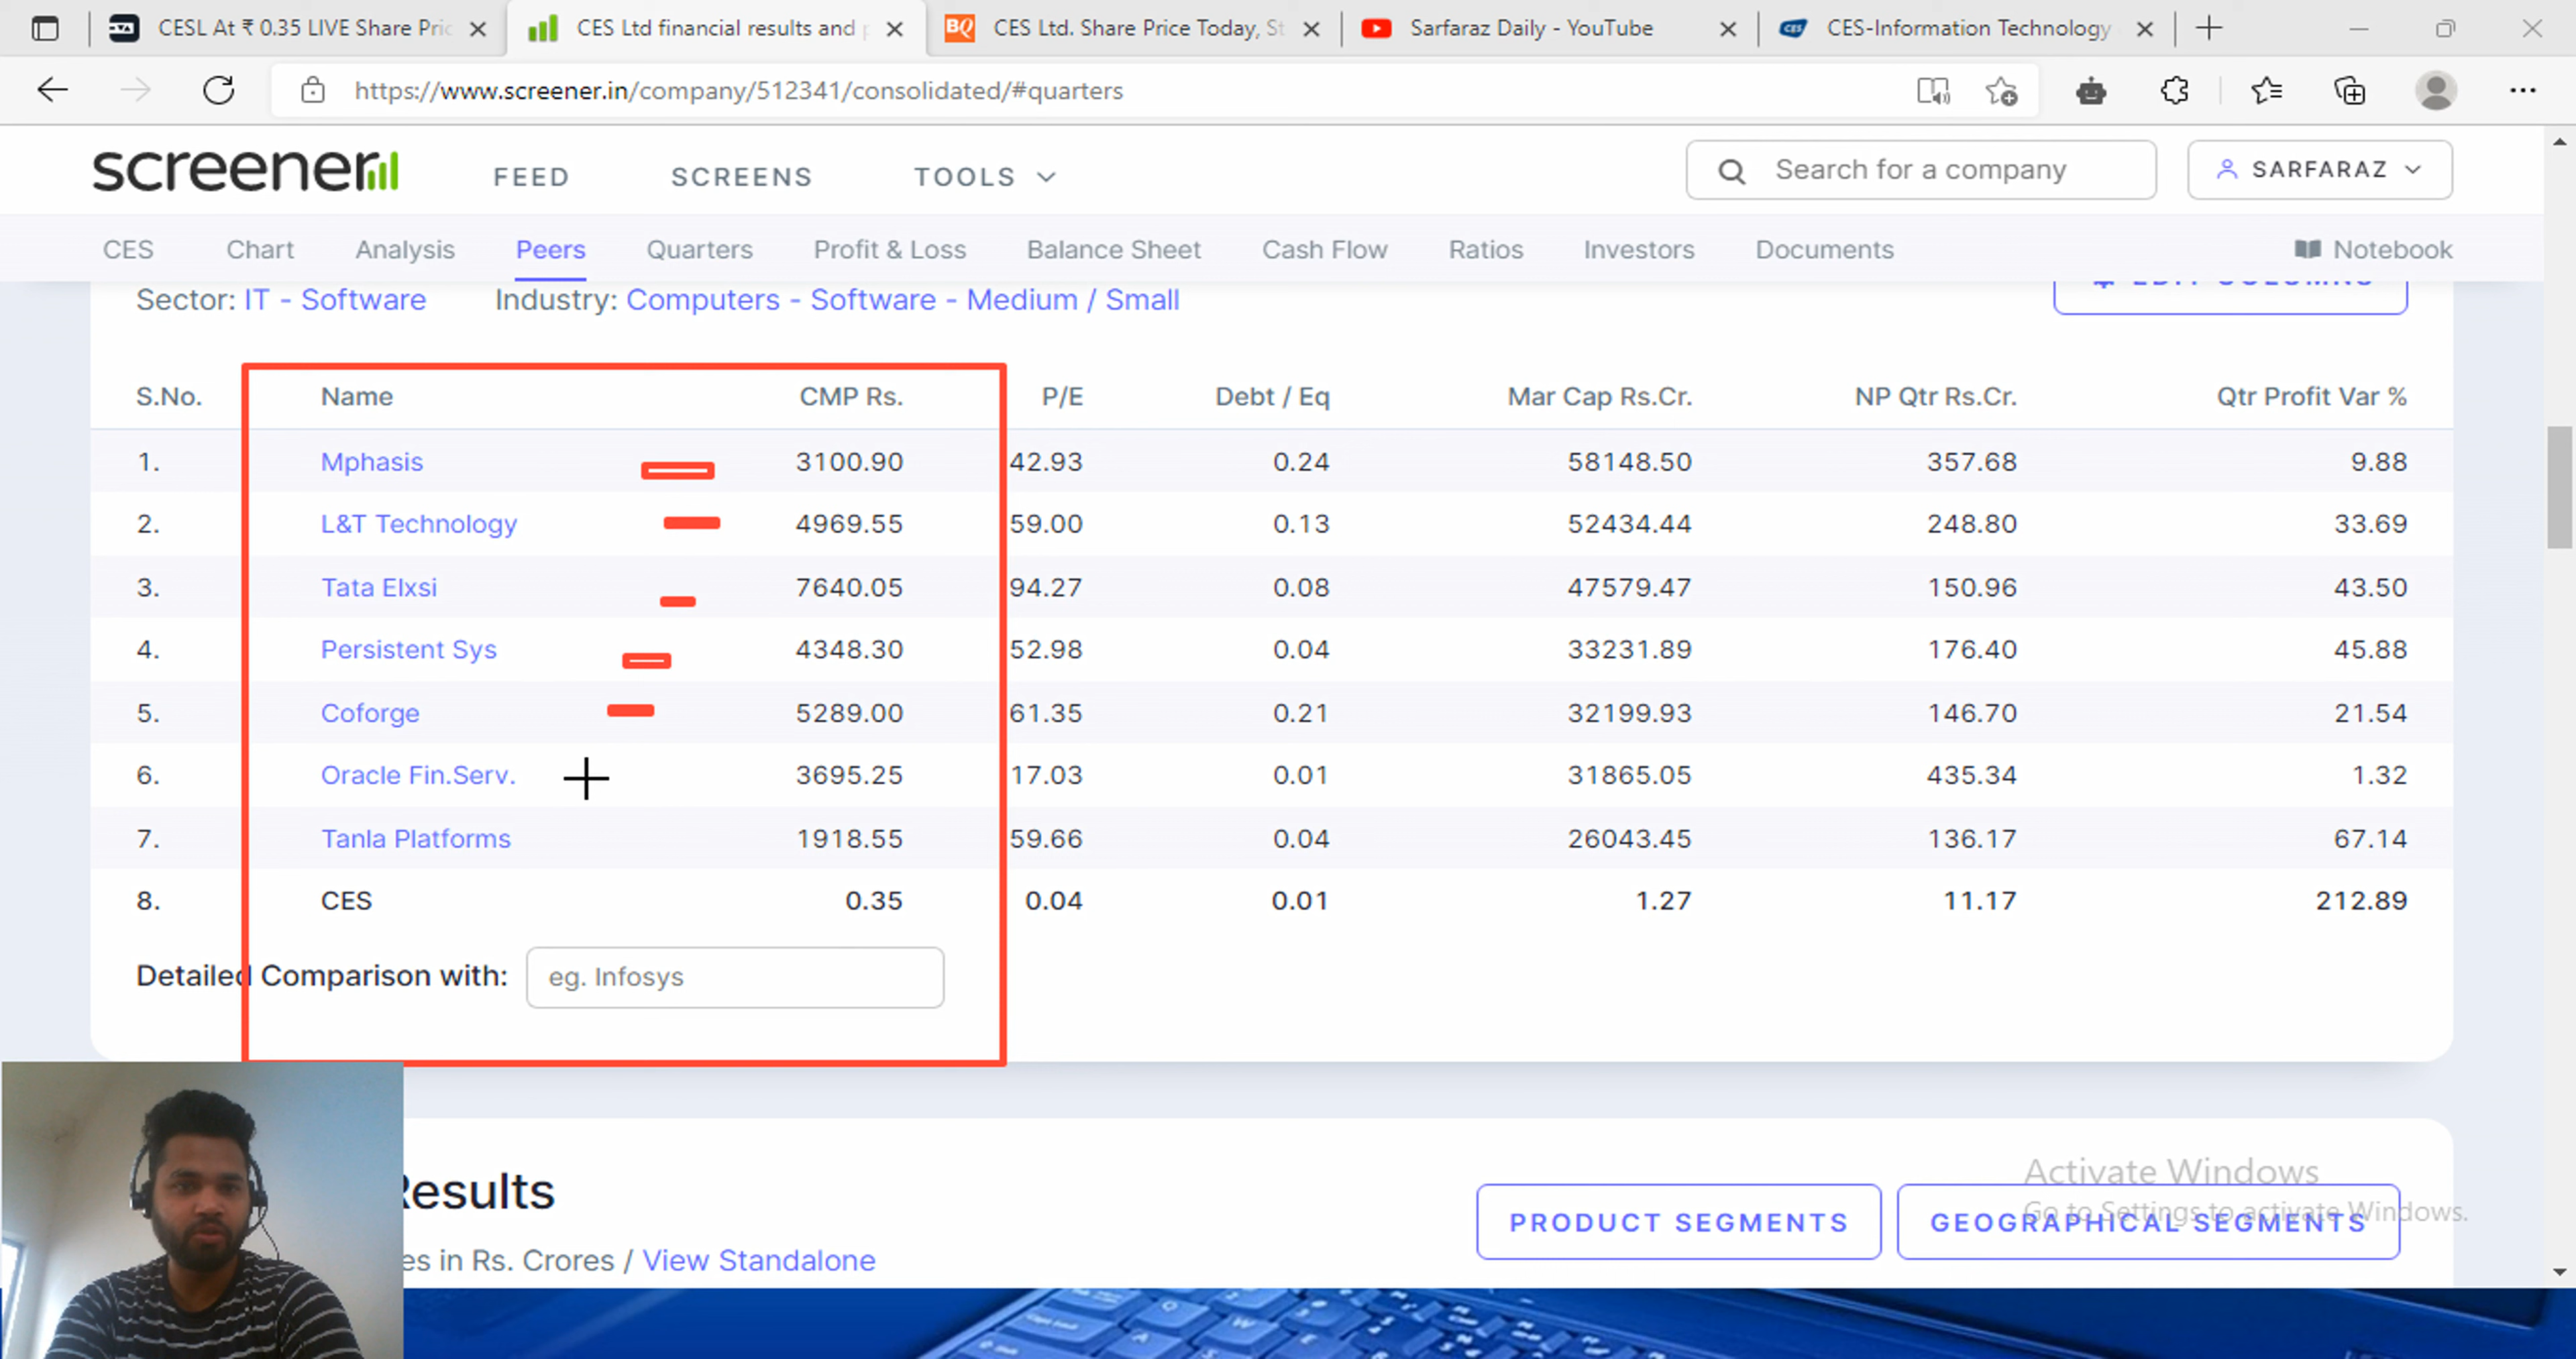 CESL At ₹ 0.35 LIVE Share Pric
CES Ltd financial results and p
BQ CES Ltd. Share Price Today, St
Sarfaraz Daily - YouTube
CES CES-Information Technology
https://www.screener.in/company/512341/consolidated/#quarters
screener FEED SCREENS TOOLS Search for a company SARFARAZ
CES Chart Analysis Peers Quarters Profit & Loss Balance Sheet Cash Flow Ratios Investors Documents Notebook
Sector: IT - Software Industry: Computers - Software - Medium / Small EDIT COLUMNS
S.No. Name CMP Rs. P/E Debt / Eq Mar Cap Rs.Cr. NP Qtr Rs.Cr. Qtr Profit Var %
1. Mphasis 3100.90 42.93 0.24 58148.50 357.68 9.88
2. L&T Technology 4969.55 59.00 0.13 52434.44 248.80 33.69
3. Tata Elxsi 7640.05 94.27 0.08 47579.47 150.96 43.50
4. Persistent Sys 4348.30 52.98 0.04 33231.89 176.40 45.88
5. Coforge 5289.00 61.35 0.21 32199.93 146.70 21.54
6. Oracle Fin.Serv. 3695.25 17.03 0.01 31865.05 435.34 1.32
7. Tanla Platforms 1918.55 59.66 0.04 26043.45 136.17 67.14
8. CES 0.35 0.04 0.01 1.27 11.17 212.89
Detailed Comparison with: eg. Infosys
Results
Activate Windows
Go to Settings to activate Windows.
PRODUCT SEGMENTS GEOGRAPHICAL SEGMENTS
es in Rs. Crores / View Standalone